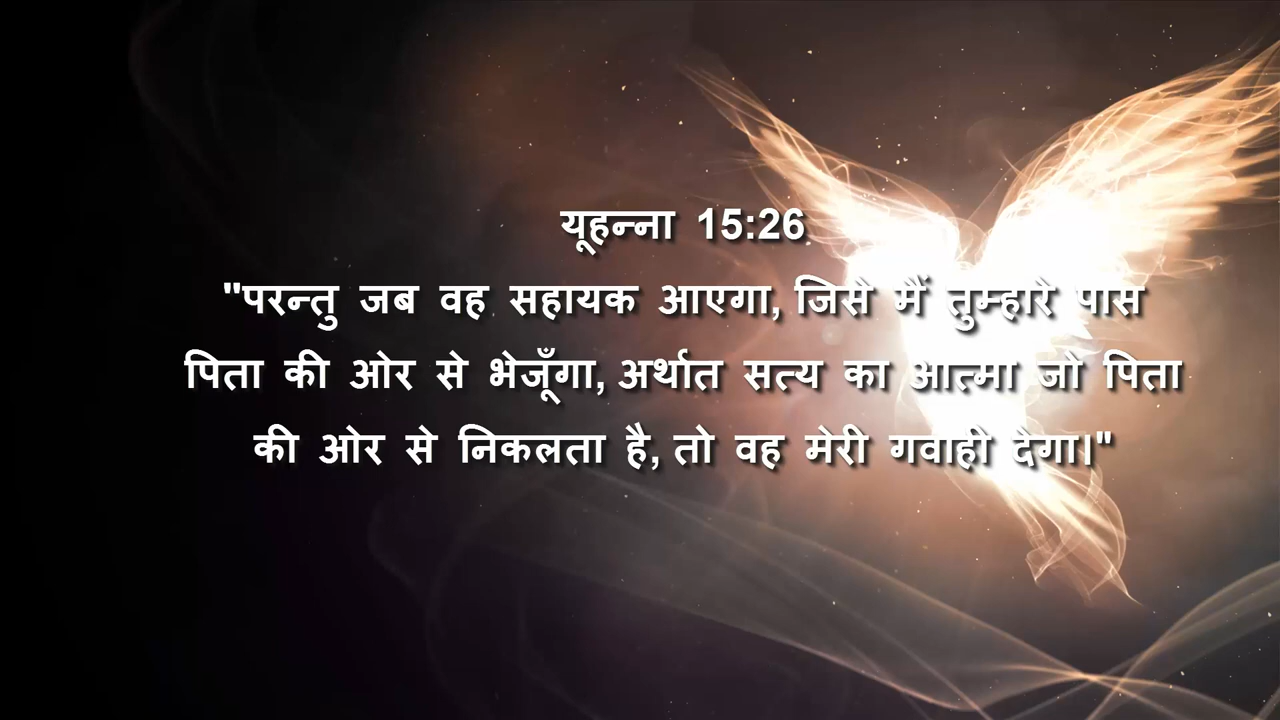 यूहन्ना 15:26
"परन्तु जब वह सहायक आएगा, जिसे मैं तुम्हारे पास
पिता की ओर से भेजूँगा, अर्थात सत्य का आत्मा जो पिता
की ओर से निकलता है, तो वह मेरी गवाही देगा।"